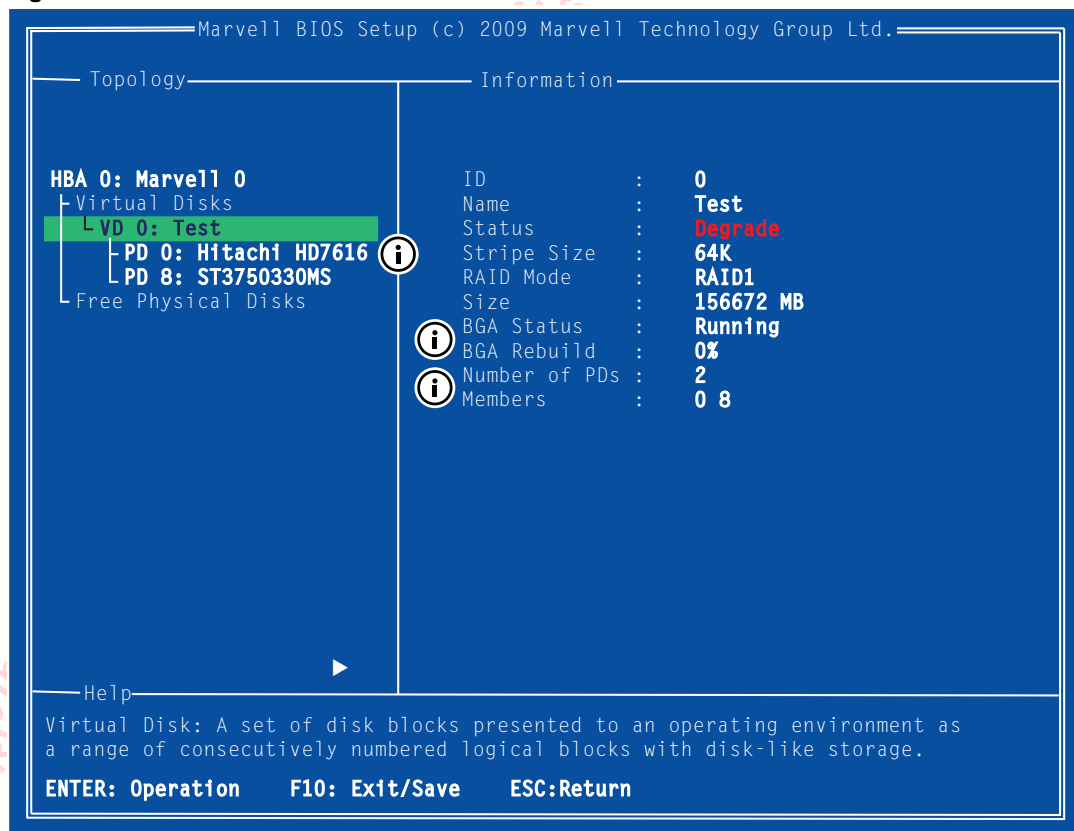 Marvell BIOS Setup (c) 2009 Marvell Technology Group Ltd.
Topology
Information
HBA 0: Marvell 0
Virtual Disks
VD 0: Test
PD 0: Hitachi HD7616
PD 8: ST3750330MS
Free Physical Disks
ID : 0
Name : Test
Status : Degrade
Stripe Size : 64K
RAID Mode : RAID1
Size : 156672 MB
BGA Status : Running
BGA Rebuild : 0%
Number of PDs : 2
Members : 0 8
Help
Virtual Disk: A set of disk blocks presented to an operating environment as
a range of consecutively numbered logical blocks with disk-like storage.
ENTER: Operation F10: Exit/Save ESC:Return